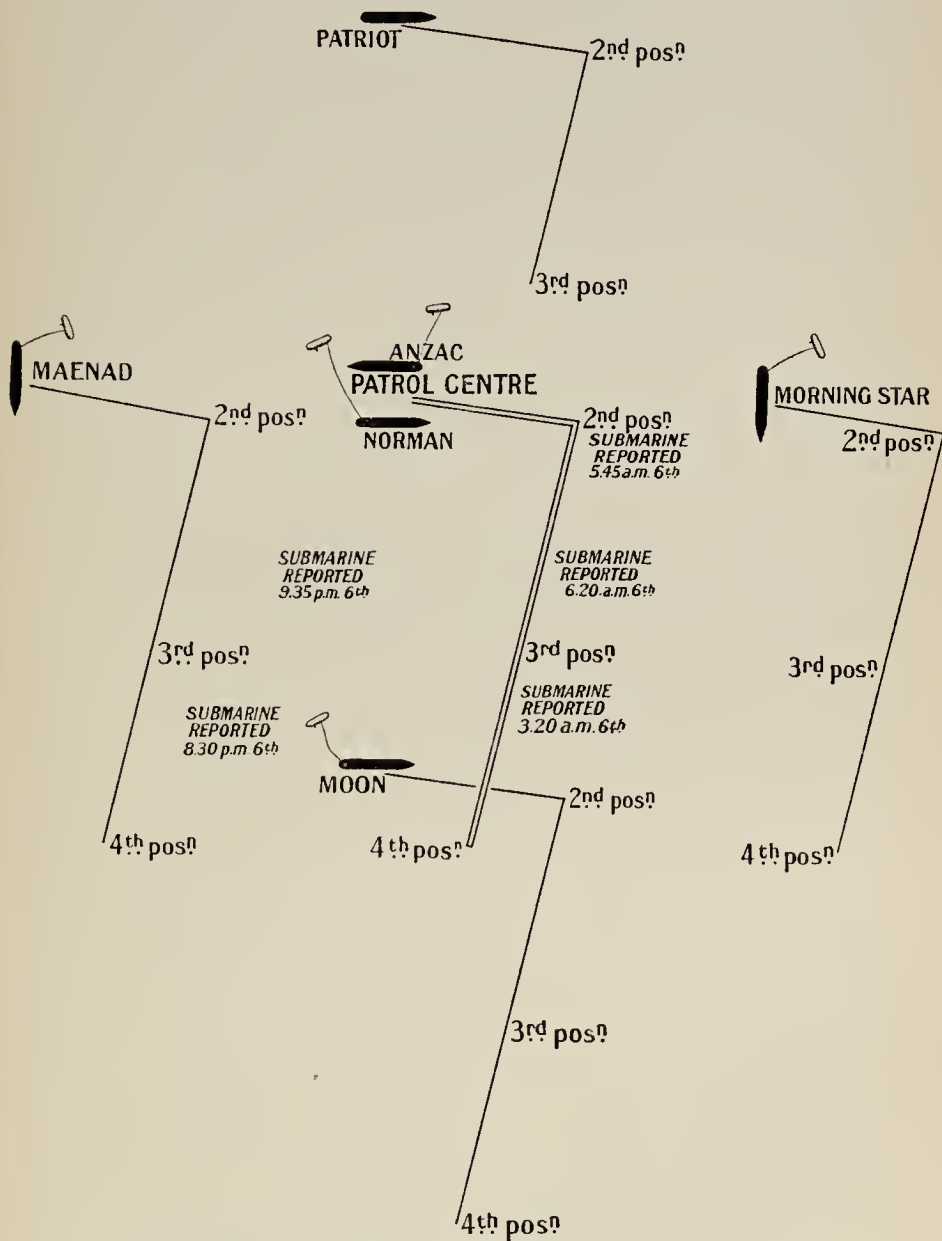 PATRIOT
2nd posn
3rd posn
MAENAD
2nd posn
3rd posn
4th posn
ANZAC
PATROL CENTRE
NORMAN
2nd posn
SUBMARINE
REPORTED
5.45 a.m. 6th
SUBMARINE
REPORTED
6.20.a.m. 6th
3rd posn
SUBMARINE
REPORTED
3.20 a.m. 6th
4th posn
MORNING STAR
2nd posn
3rd posn
4th posn
SUBMARINE
REPORTED
9.35 p.m. 6th
SUBMARINE
REPORTED
8.30 p.m. 6th
MOON
2nd posn
3rd posn
4th posn